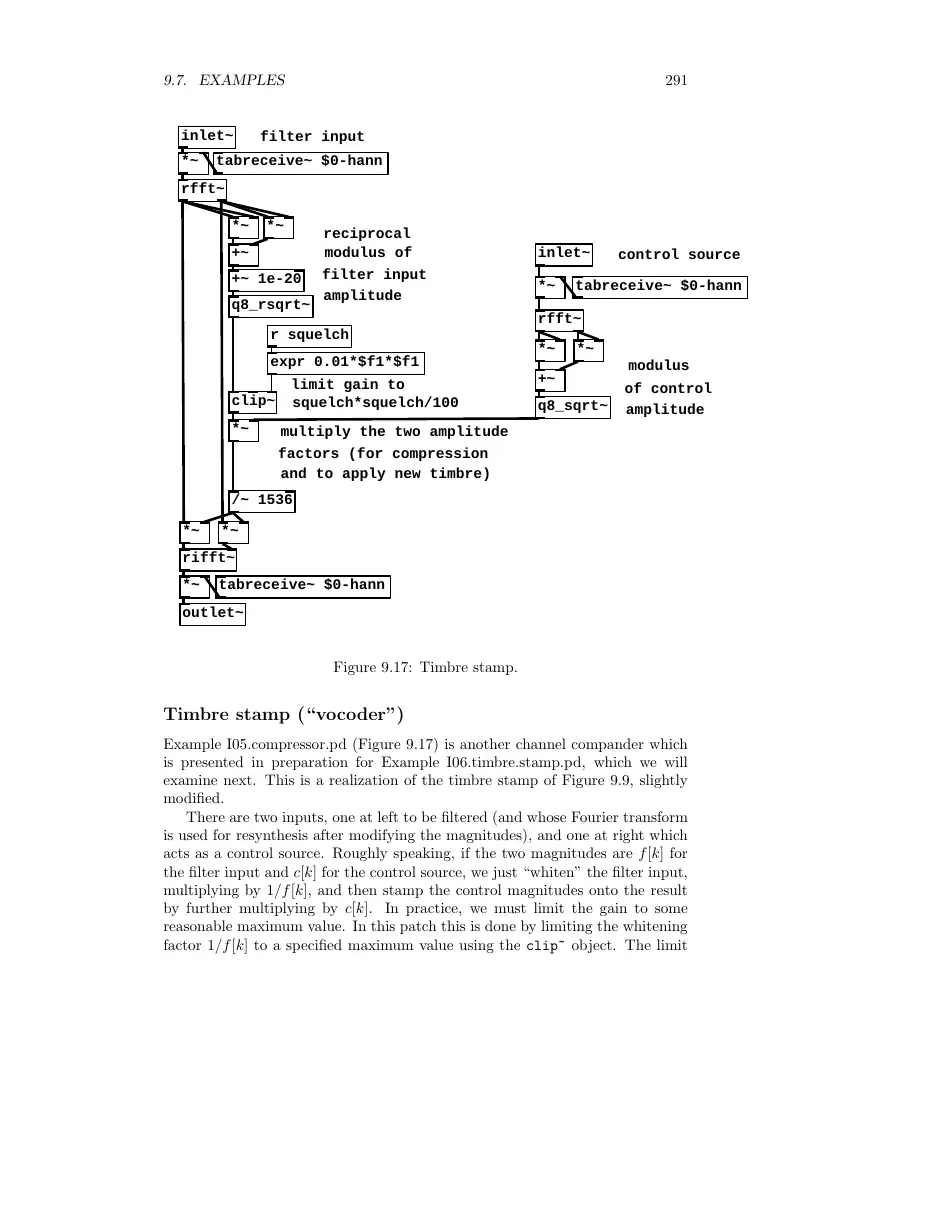 9.7. EXAMPLES 291
inlet~ filter input
*~ tabreceive~ $0-hann
rfft~
*~ *~
reciprocal
+~ modulus of
+~ 1e-20 filter input
q8_rsqrt~ amplitude
r squelch
expr 0.01*$f1*$f1
limit gain to
clip~ squelch*squelch/100
*~ multiply the two amplitude
factors (for compression
and to apply new timbre)
/~ 1536
*~ *~
rifft~
*~ tabreceive~ $0-hann
outlet~
inlet~ control source
*~ tabreceive~ $0-hann
rfft~
*~ *~
modulus
+~ of control
q8_sqrt~ amplitude
Figure 9.17: Timbre stamp.
Timbre stamp (“vocoder”)
Example I05.compressor.pd (Figure 9.17) is another channel compander which
is presented in preparation for Example I06.timbre.stamp.pd, which we will
examine next. This is a realization of the timbre stamp of Figure 9.9, slightly
modified.
There are two inputs, one at left to be filtered (and whose Fourier transform
is used for resynthesis after modifying the magnitudes), and one at right which
acts as a control source. Roughly speaking, if the two magnitudes are f[k] for
the filter input and c[k] for the control source, we just “whiten” the filter input,
multiplying by 1/f[k], and then stamp the control magnitudes onto the result
by further multiplying by c[k]. In practice, we must limit the gain to some
reasonable maximum value. In this patch this is done by limiting the whitening
factor 1/f[k] to a specified maximum value using the clip~ object. The limit